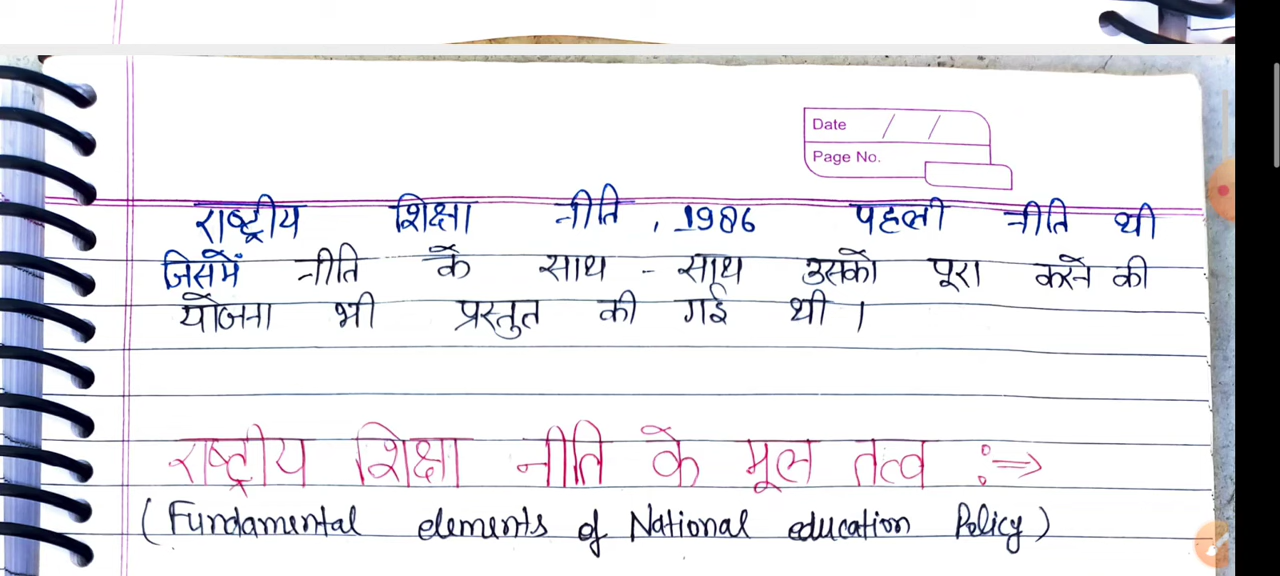 Date / /
Page No.
राष्ट्रीय शिक्षा नीति, 1986 पहली नीति थी
जिसमें नीति के साथ - साथ उसको पूरा करने की
योजना भी प्रस्तुत की गई थी ।
राष्ट्रीय शिक्षा नीति के मूल तत्व :⇒
(Fundamental elements of National education Policy)